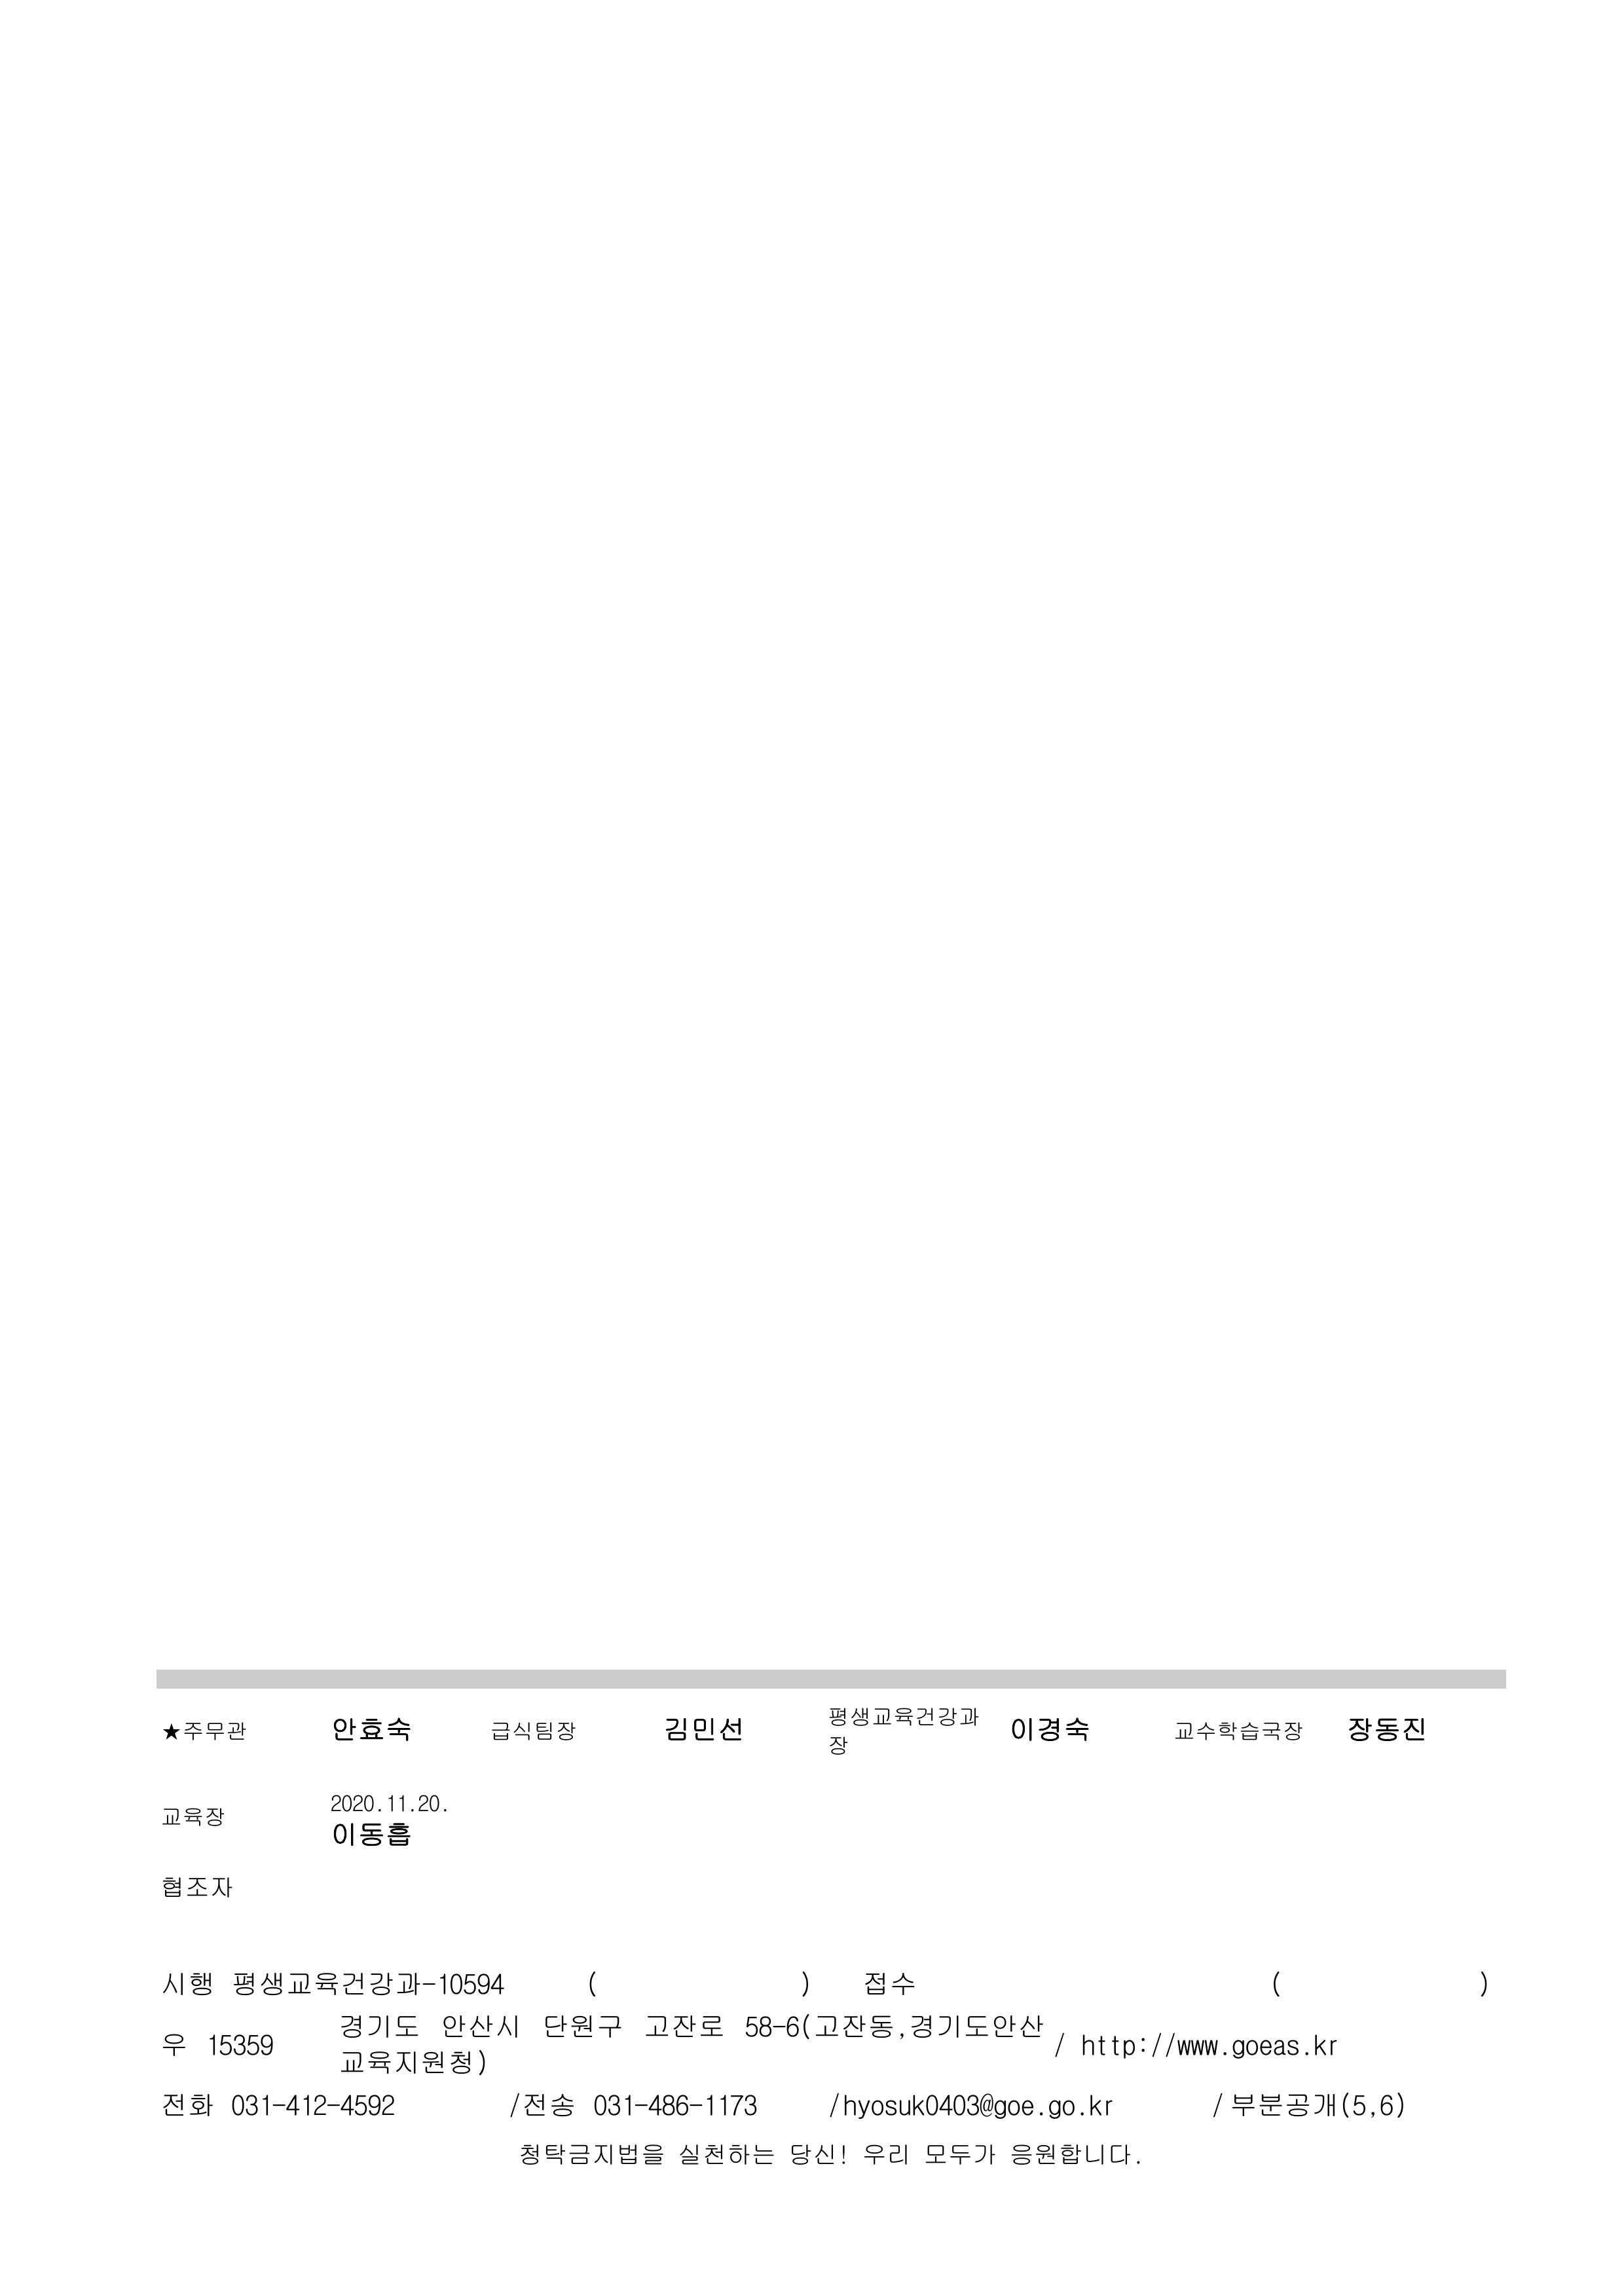 ★주무관 안효숙 급식팀장 김민선 평생교육건강과장 이경숙 교수학습국장 장동진
교육장 2020.11.20.
이동흡
협조자
시행 평생교육건강과-10594 ( ) 접수 ( )
우 15359 경기도 안산시 단원구 고잔로 58-6(고잔동,경기도안산
교육지원청) / http://www.goeas.kr
전화 031-412-4592 /전송 031-486-1173 /hyosuk0403@goe.go.kr / 부분공개(5,6)
청탁금지법을 실천하는 당신! 우리 모두가 응원합니다.